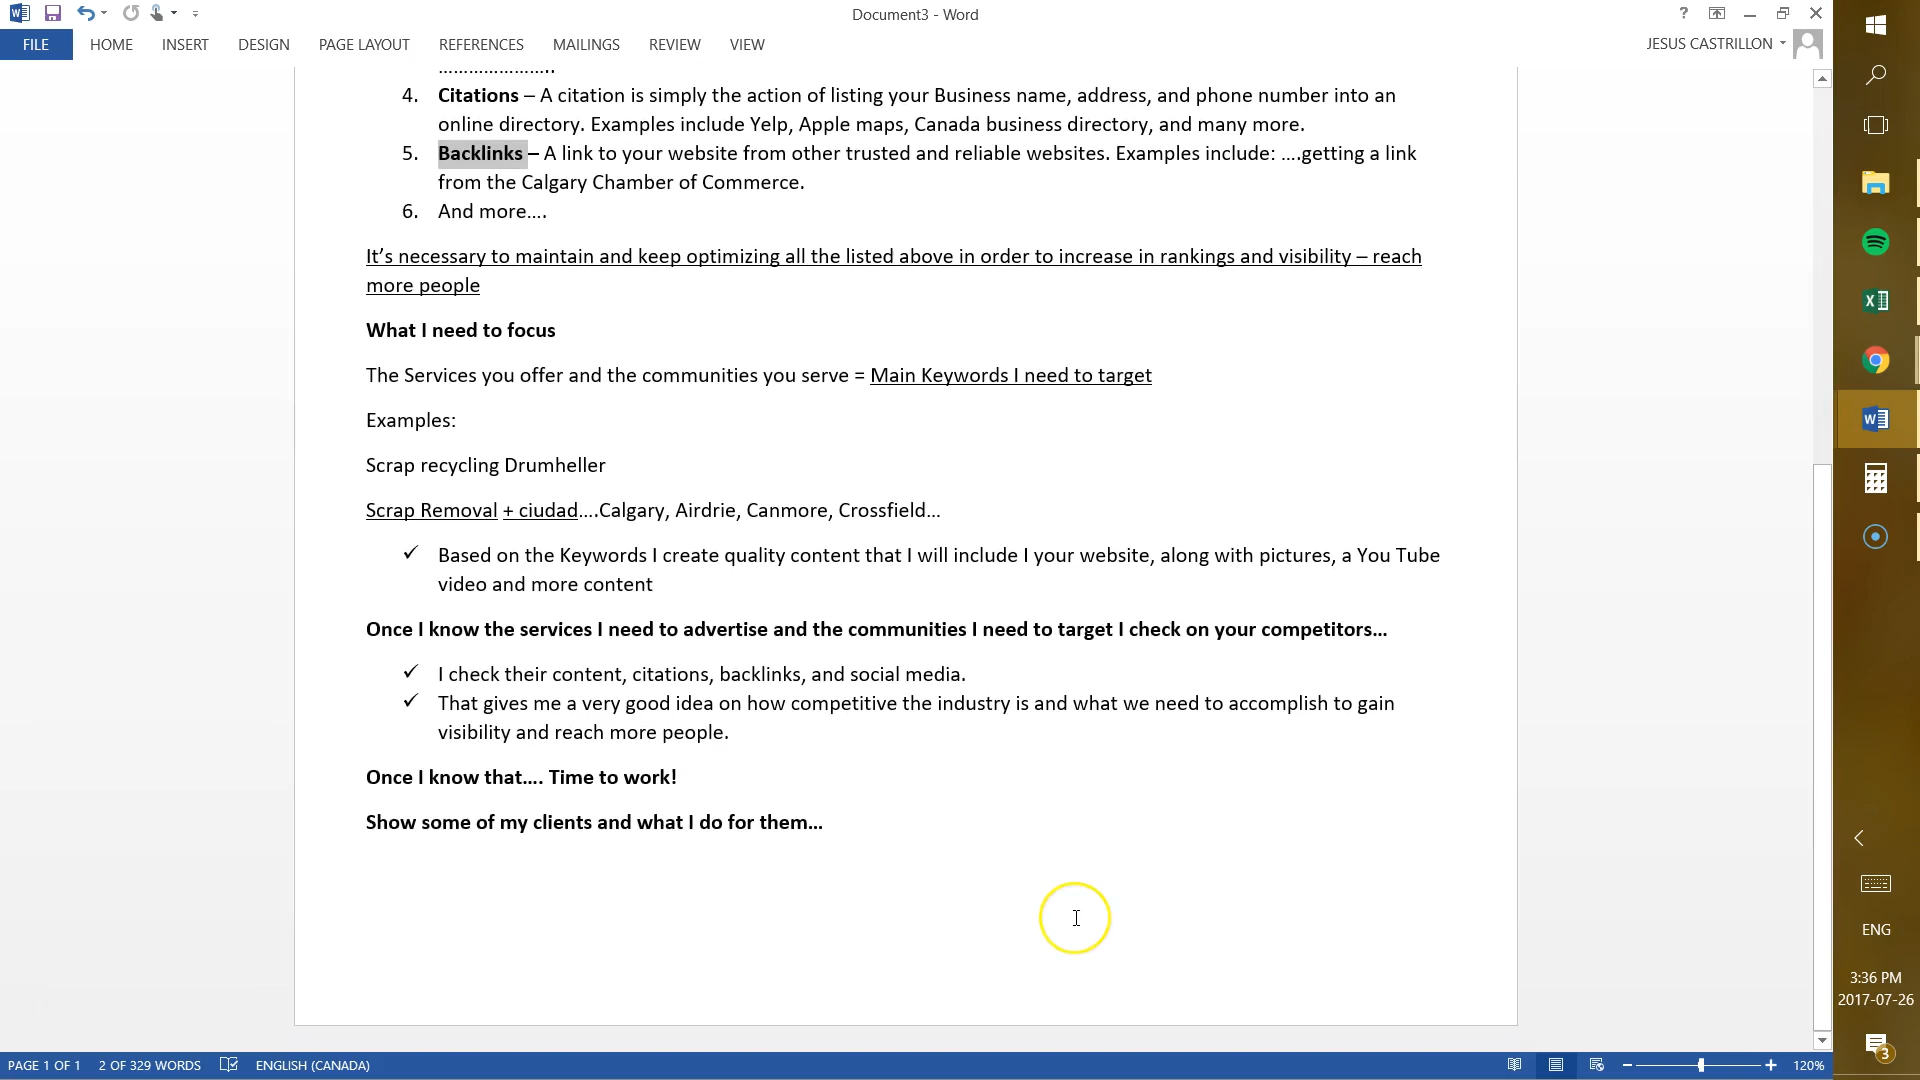 Document3 - Word
FILE HOME INSERT DESIGN PAGE LAYOUT REFERENCES MAILINGS REVIEW VIEW
JESUS CASTRILLON
4. Citations – A citation is simply the action of listing your Business name, address, and phone number into an
online directory. Examples include Yelp, Apple maps, Canada business directory, and many more.
5. Backlinks – A link to your website from other trusted and reliable websites. Examples include: ….getting a link
from the Calgary Chamber of Commerce.
6. And more….
It’s necessary to maintain and keep optimizing all the listed above in order to increase in rankings and visibility – reach
more people
What I need to focus
The Services you offer and the communities you serve = Main Keywords I need to target
Examples:
Scrap recycling Drumheller
Scrap Removal + ciudad….Calgary, Airdrie, Canmore, Crossfield…
✓ Based on the Keywords I create quality content that I will include I your website, along with pictures, a You Tube
video and more content
Once I know the services I need to advertise and the communities I need to target I check on your competitors…
✓ I check their content, citations, backlinks, and social media.
✓ That gives me a very good idea on how competitive the industry is and what we need to accomplish to gain
visibility and reach more people.
Once I know that…. Time to work!
Show some of my clients and what I do for them…
ENG
3:36 PM
2017-07-26
3
PAGE 1 OF 1 2 OF 329 WORDS ENGLISH (CANADA)
120%